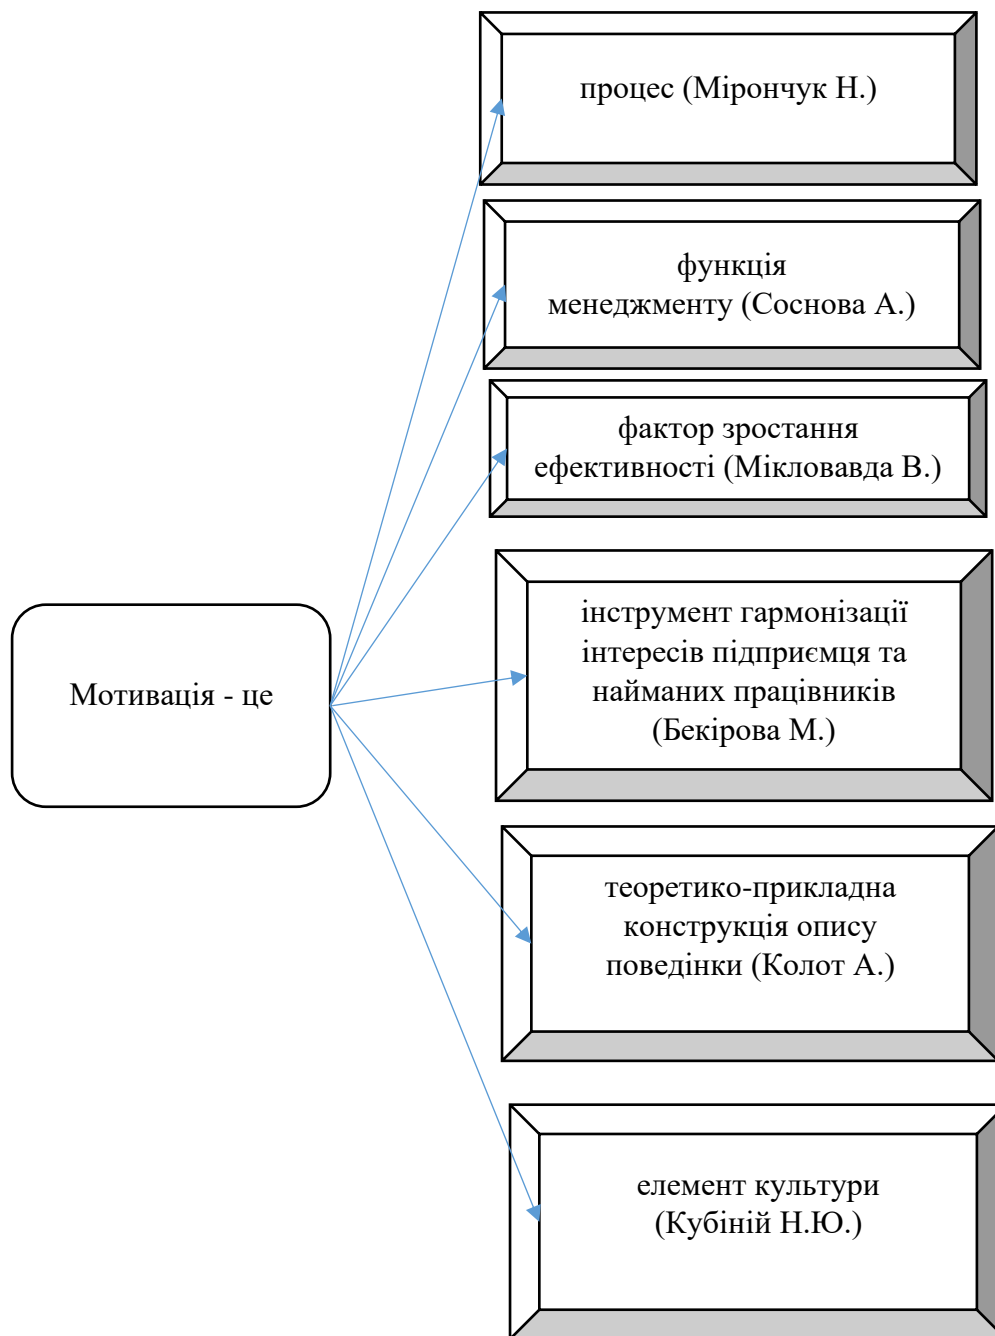 процес (Мірончук Н.)
функція
менеджменту (Соснова А.)
фактор зростання
ефективності (Мікловавда В.)
Мотивація - це
інструмент гармонізації
інтересів підприємця та
найманих працівників
(Бекірова М.)
теоретико-прикладна
конструкція опису
поведінки (Колот А.)
елемент культури
(Кубіній Н.Ю.)